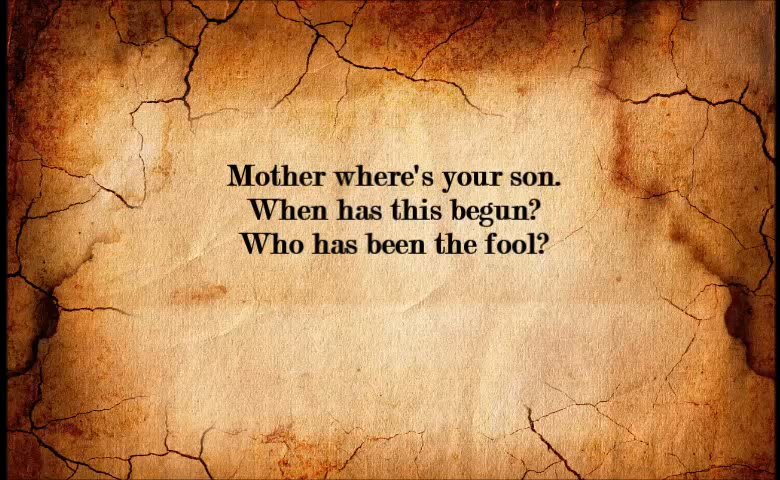 Mother where's your son.
When has this begun?
Who has been the fool?